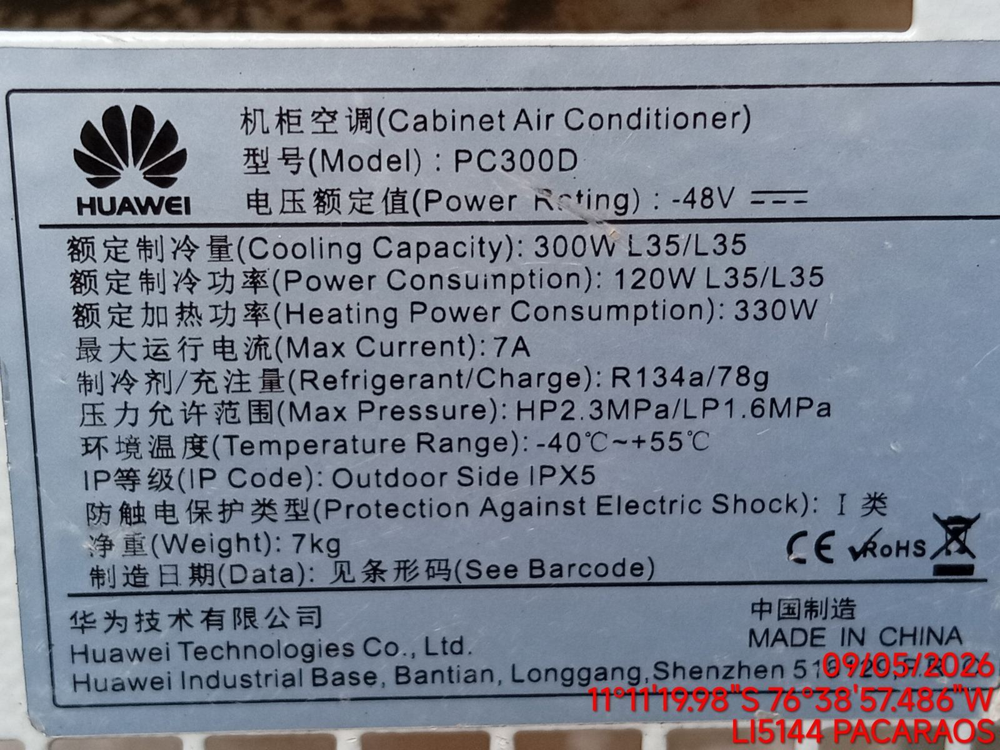 HUAWEI
机柜空调(Cabinet Air Conditioner)
型号(Model) : PC300D
电压额定值(Power Rating) : -48V
额定制冷量(Cooling Capacity): 300W L35/L35
额定制冷功率(Power Consumption): 120W L35/L35
额定加热功率(Heating Power Consumption): 330W
最大运行电流(Max Current): 7A
制冷剂/充注量(Refrigerant/Charge): R134a/78g
压力允许范围(Max Pressure): HP2.3MPa/LP1.6MPa
环境温度(Temperature Range): -40℃~+55℃
IP等级(IP Code): Outdoor Side IPX5
防触电保护类型(Protection Against Electric Shock): I 类
净重(Weight): 7kg
制造日期(Data): 见条形码(See Barcode)
CE RoHS
华为技术有限公司
Huawei Technologies Co., Ltd.
Huawei Industrial Base, Bantian, Longgang,Shenzhen
中国制造
MADE IN CHINA
09/05/2026
11°11'19.98"S 76°38'57.486"W
LI5144 PACARAOS